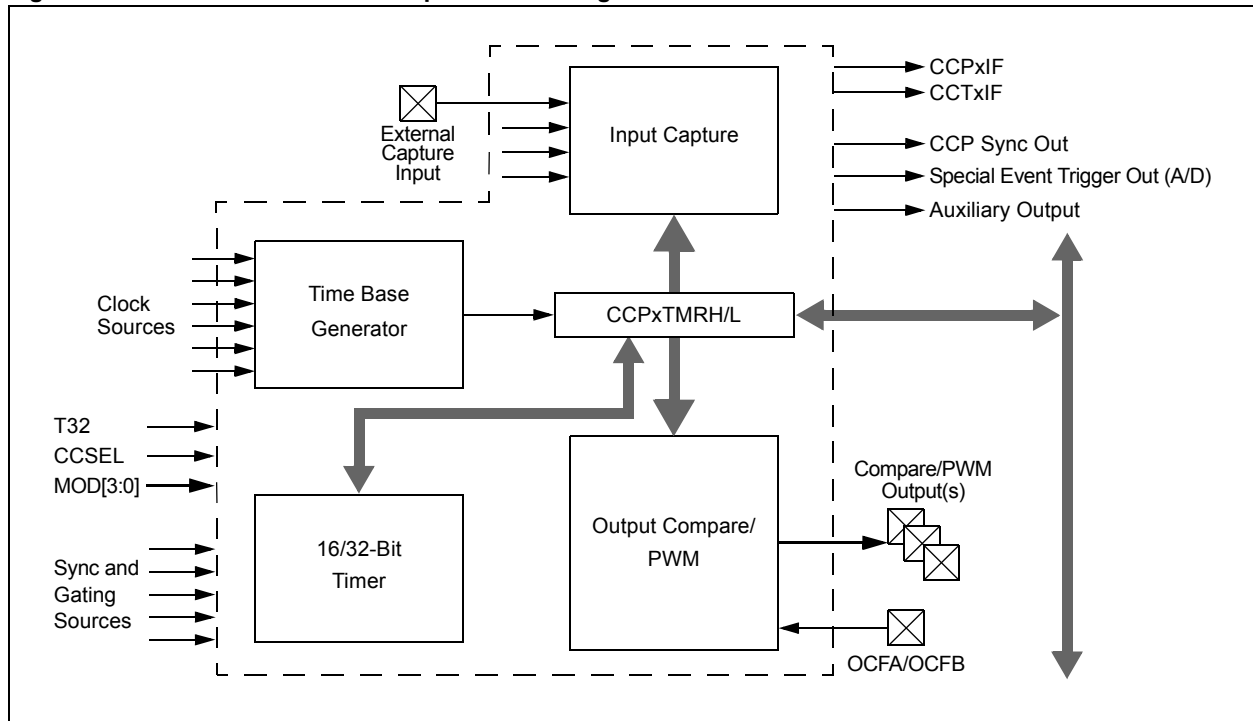 External
Capture
Input
Input Capture
CCPxIF
CCTxIF
CCP Sync Out
Special Event Trigger Out (A/D)
Auxiliary Output
Clock
Sources
Time Base
Generator
CCPxTMRH/L
T32
CCSEL
MOD[3:0]
Sync and
Gating
Sources
16/32-Bit
Timer
Output Compare/
PWM
Compare/PWM
Output(s)
OCFA/OCFB